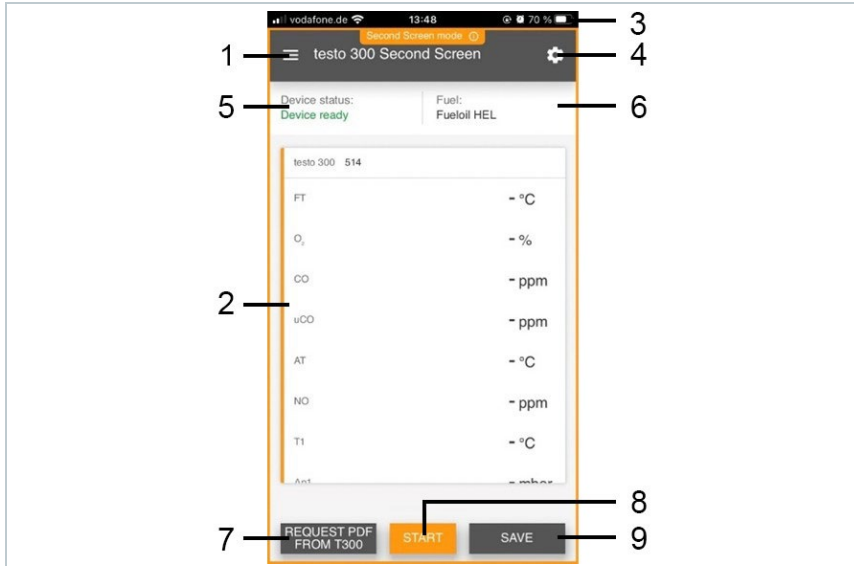 vodafone.de 13:48 70 %
3
Second Screen mode
1 testo 300 Second Screen 4
Device status: Fuel:
5 Device ready Fueloil HEL 6
testo 300 514
FT - °C
O₂ - %
CO - ppm
2
uCO - ppm
AT - °C
NO - ppm
T1 - °C
Δp1 - mbar
8
REQUEST PDF
7 FROM T300 START SAVE 9